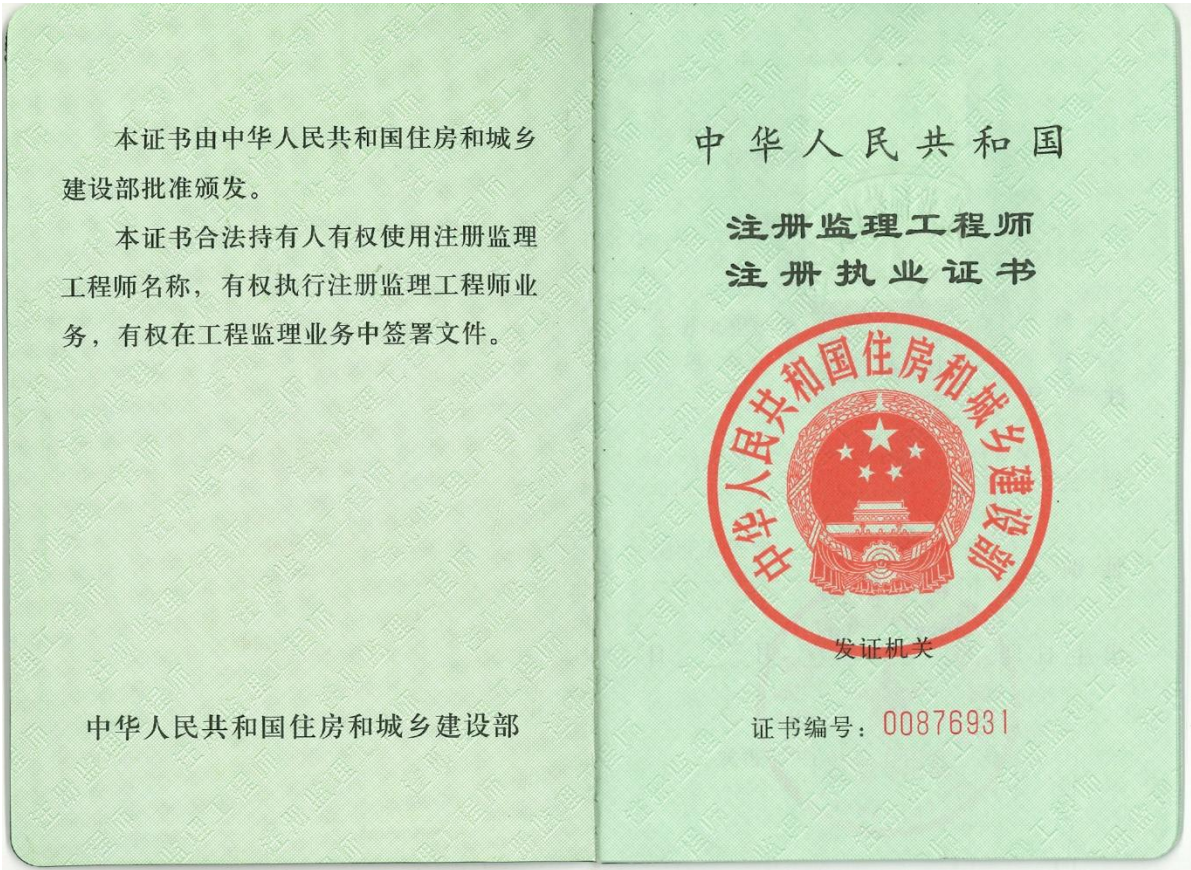 本证书由中华人民共和国住房和城乡
建设部批准颁发。
本证书合法持有人有权使用注册监理
工程师名称，有权执行注册监理工程师业
务，有权在工程监理业务中签署文件。
中华人民共和国住房和城乡建设部
中华人民共和国
注册监理工程师
注册执业证书
中华人民共和国住房和城乡建设部
发证机关
证书编号：00876931